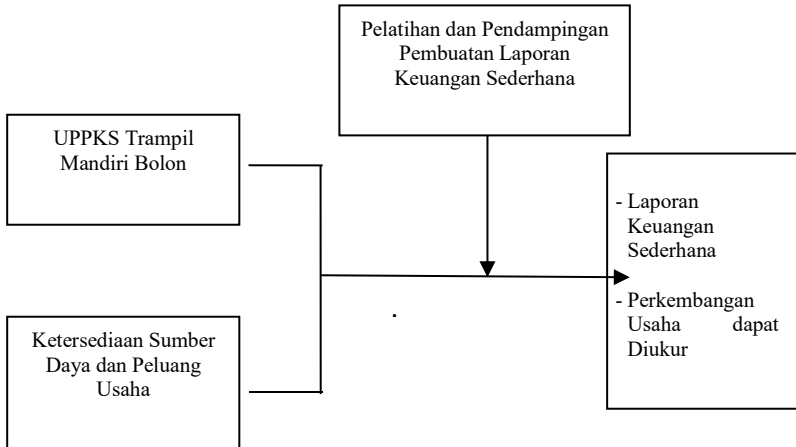 Pelatihan dan Pendampingan
Pembuatan Laporan
Keuangan Sederhana
UPPKS Trampil
Mandiri Bolon
Ketersediaan Sumber
Daya dan Peluang
Usaha
- Laporan
Keuangan
Sederhana
- Perkembangan
Usaha dapat
Diukur
.